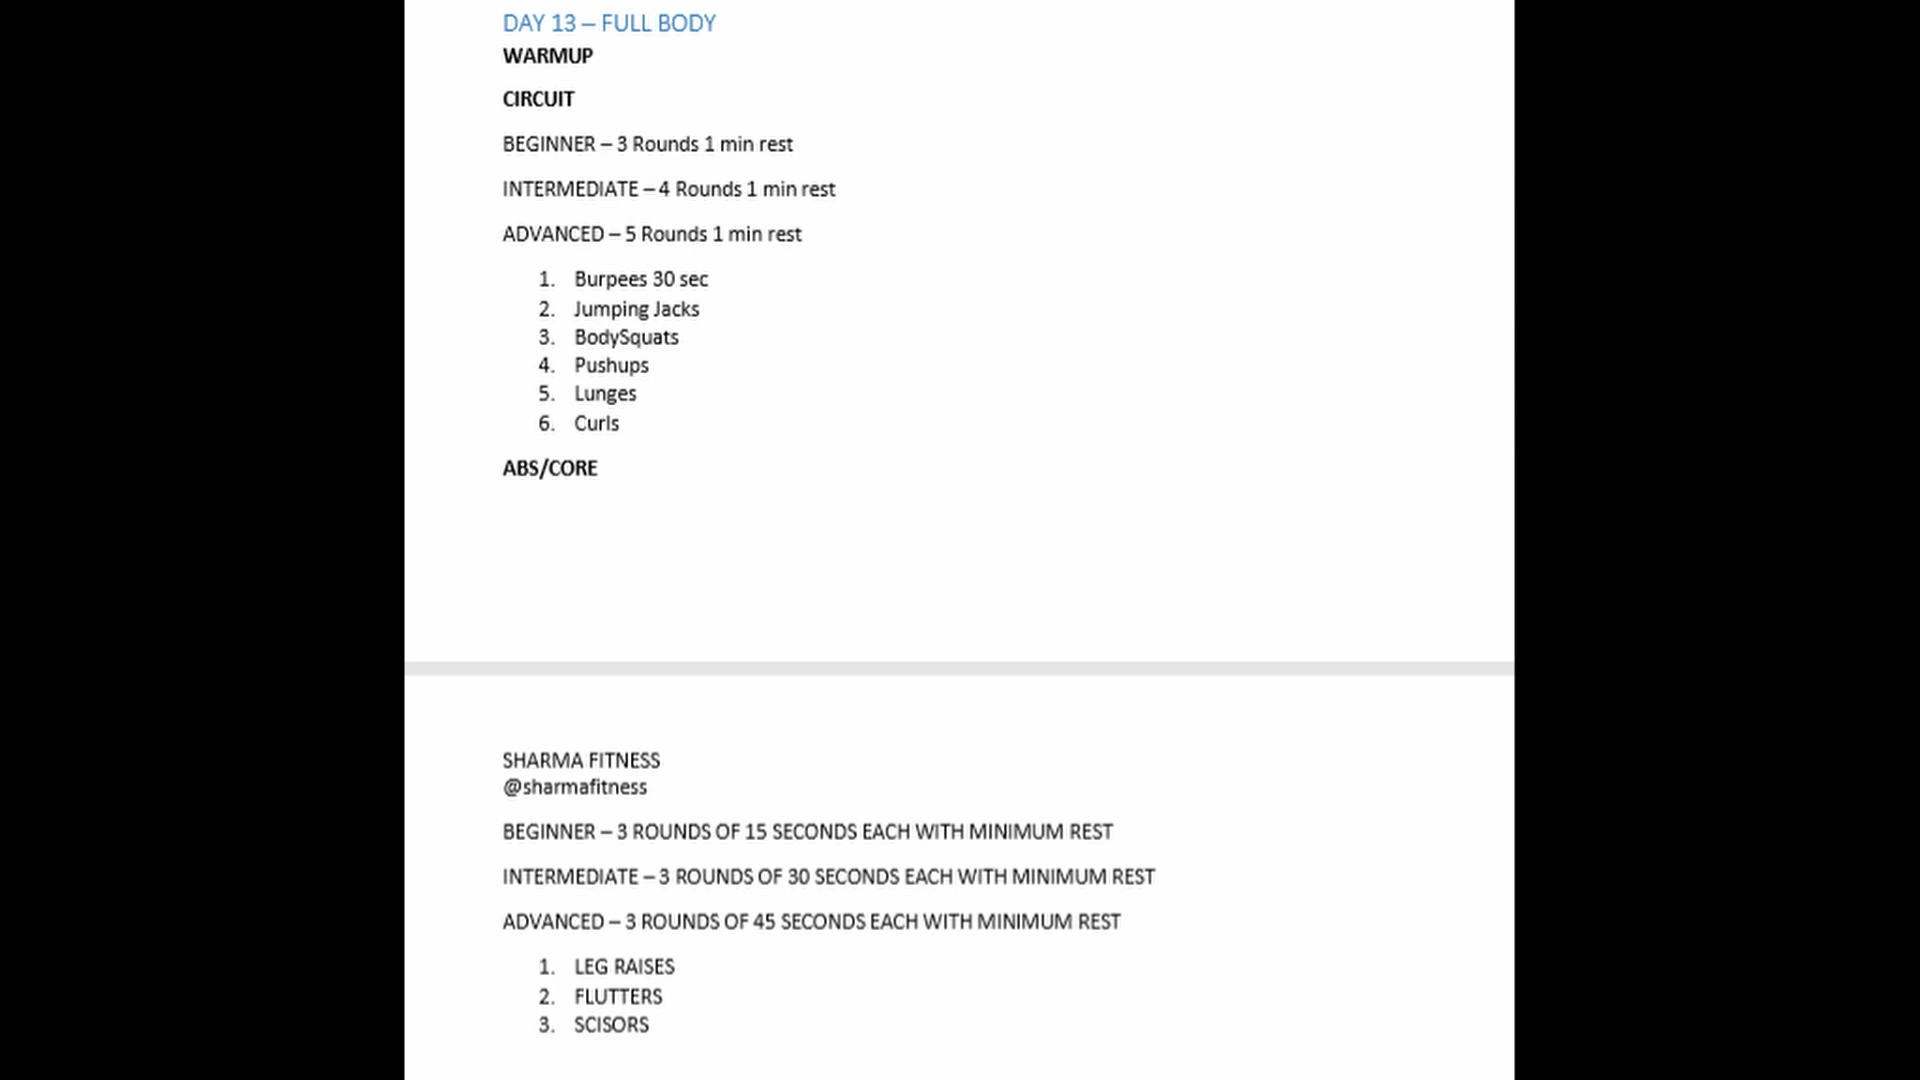 DAY 13 – FULL BODY
WARMUP
CIRCUIT
BEGINNER – 3 Rounds 1 min rest
INTERMEDIATE – 4 Rounds 1 min rest
ADVANCED – 5 Rounds 1 min rest
1. Burpees 30 sec
2. Jumping Jacks
3. BodySquats
4. Pushups
5. Lunges
6. Curls
ABS/CORE
SHARMA FITNESS
@sharmafitness
BEGINNER – 3 ROUNDS OF 15 SECONDS EACH WITH MINIMUM REST
INTERMEDIATE – 3 ROUNDS OF 30 SECONDS EACH WITH MINIMUM REST
ADVANCED – 3 ROUNDS OF 45 SECONDS EACH WITH MINIMUM REST
1. LEG RAISES
2. FLUTTERS
3. SCISORS